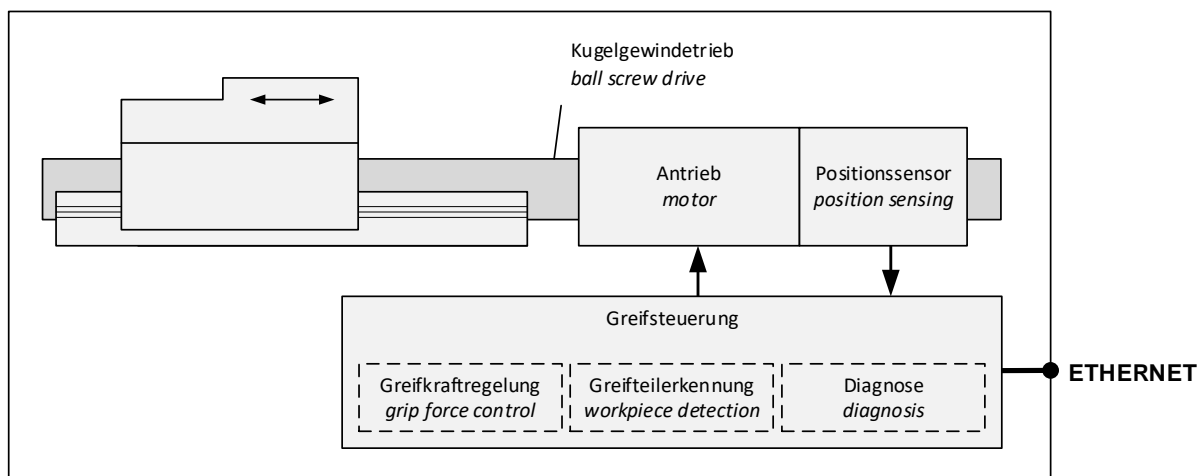 Kugelgewindetrieb
ball screw drive
Antrieb
motor
Positionssensor
position sensing
Greifsteuerung
Greifkraftregelung
grip force control
Greifteilerkennung
workpiece detection
Diagnose
diagnosis
ETHERNET